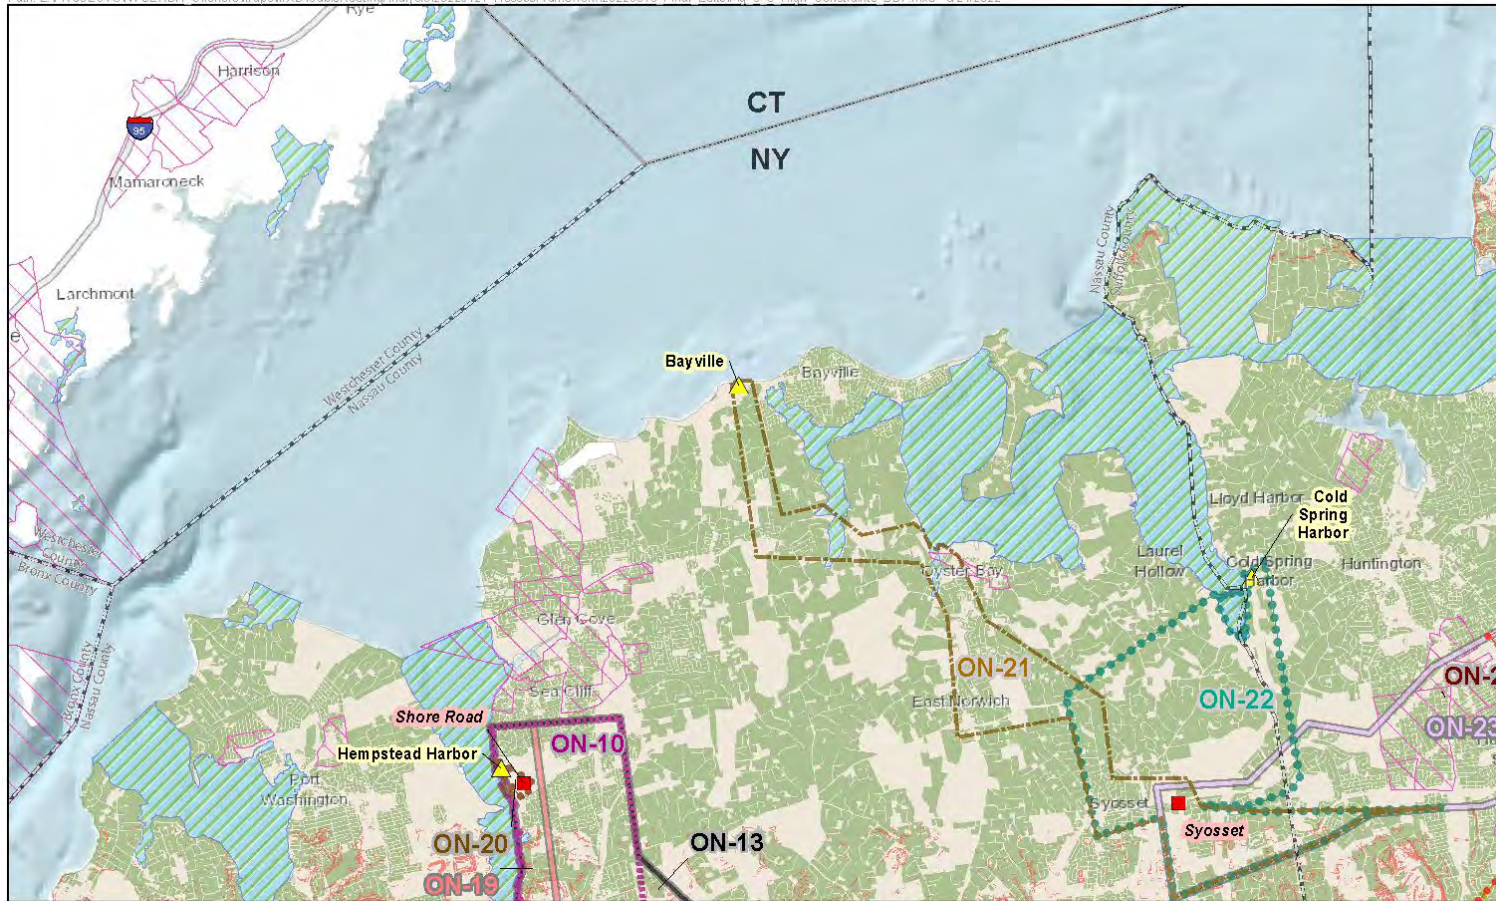 Rye
Harrison
95
CT
NY
Mamaroneck
Larchmont
e
Westchester County
Nassau County
Nassau County
Suffolk County
Bayville
Bayville
Lloyd Harbor
Cold
Spring
Harbor
Laurel
Hollow
Cold Spring
Harbor
Huntington
Westchester
County
Bronx County
Oyster Bay
Glen Cove
Bronx County
Nassau County
Sea Cliff
ON-21
East Norwich
ON-22
ON-2
ON-23
Shore Road
ON-10
Hempstead Harbor
Port
Washington
Syosset
Syosset
ON-20
ON-13
ON-19